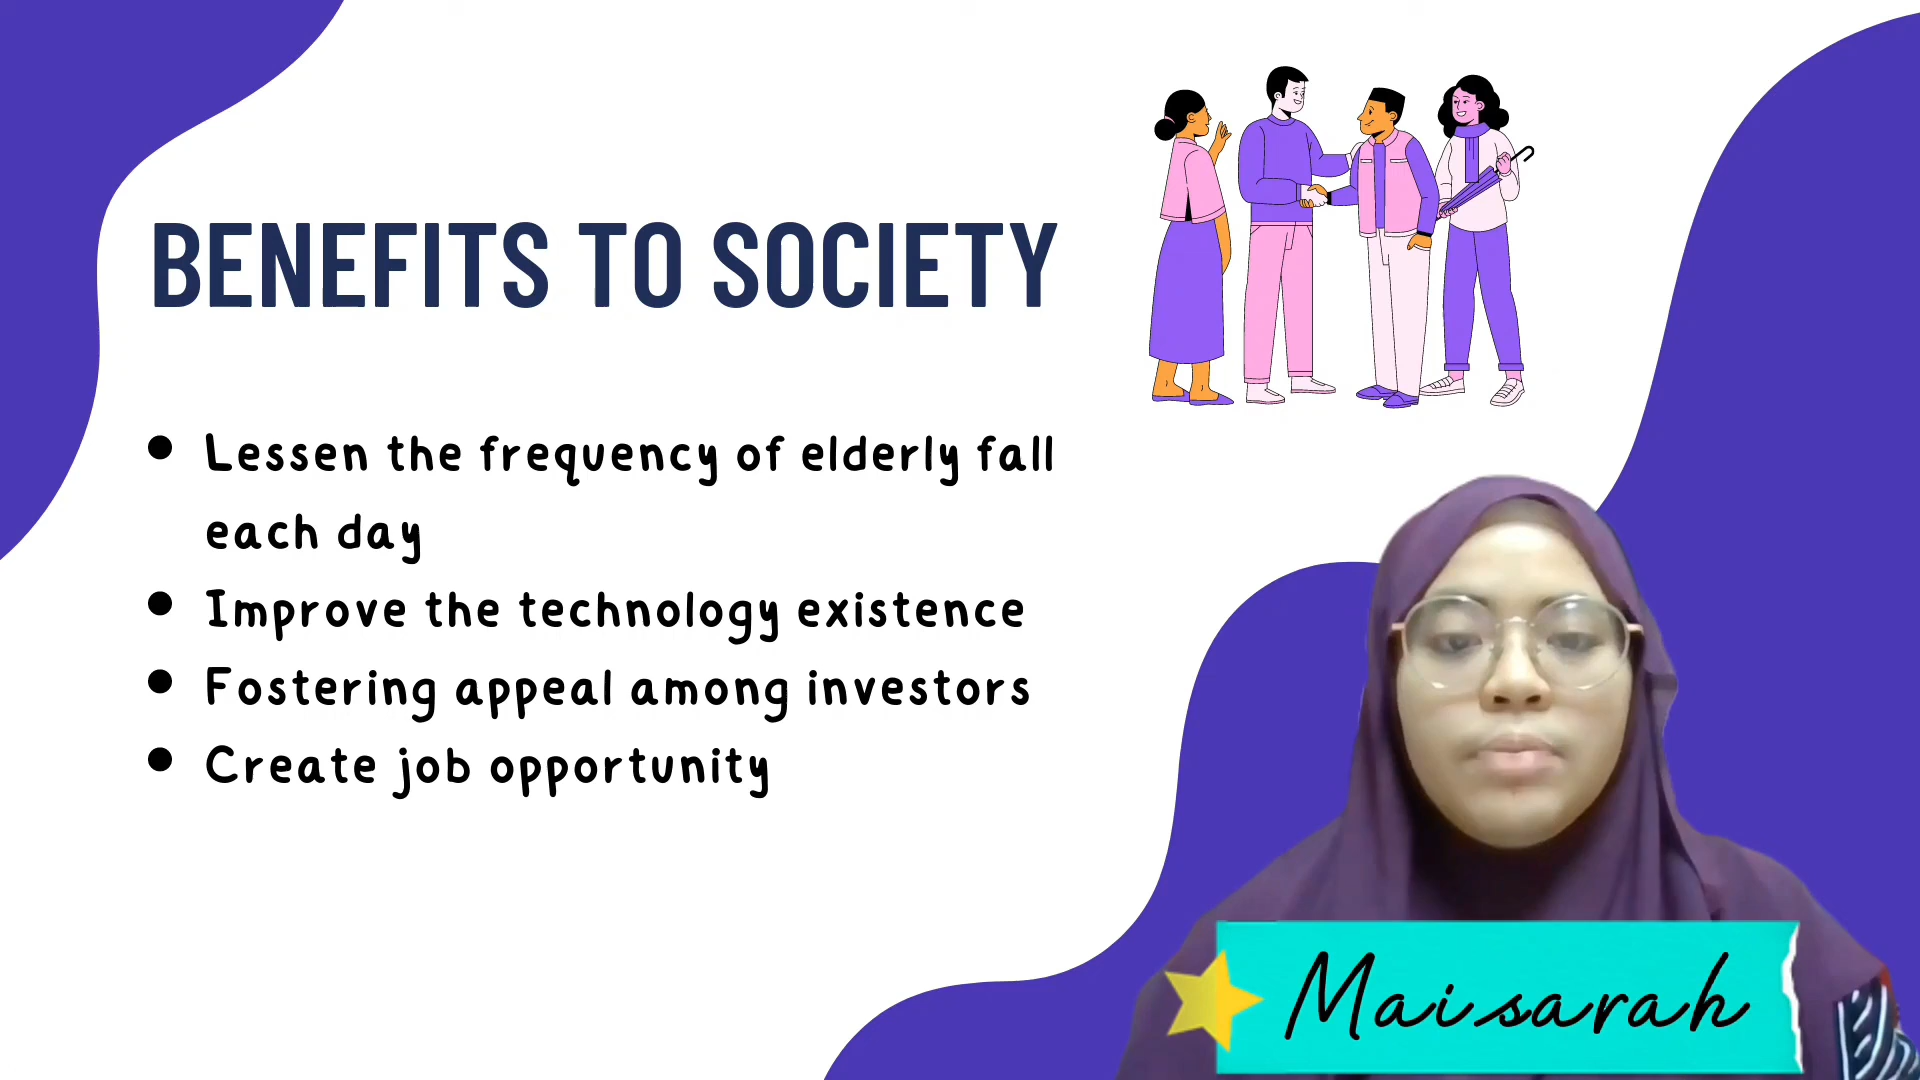 BENEFITS TO SOCIETY
Lessen the frequency of elderly fall
each day
Improve the technology existence
Fostering appeal among investors
Create job opportunity
Maisarah